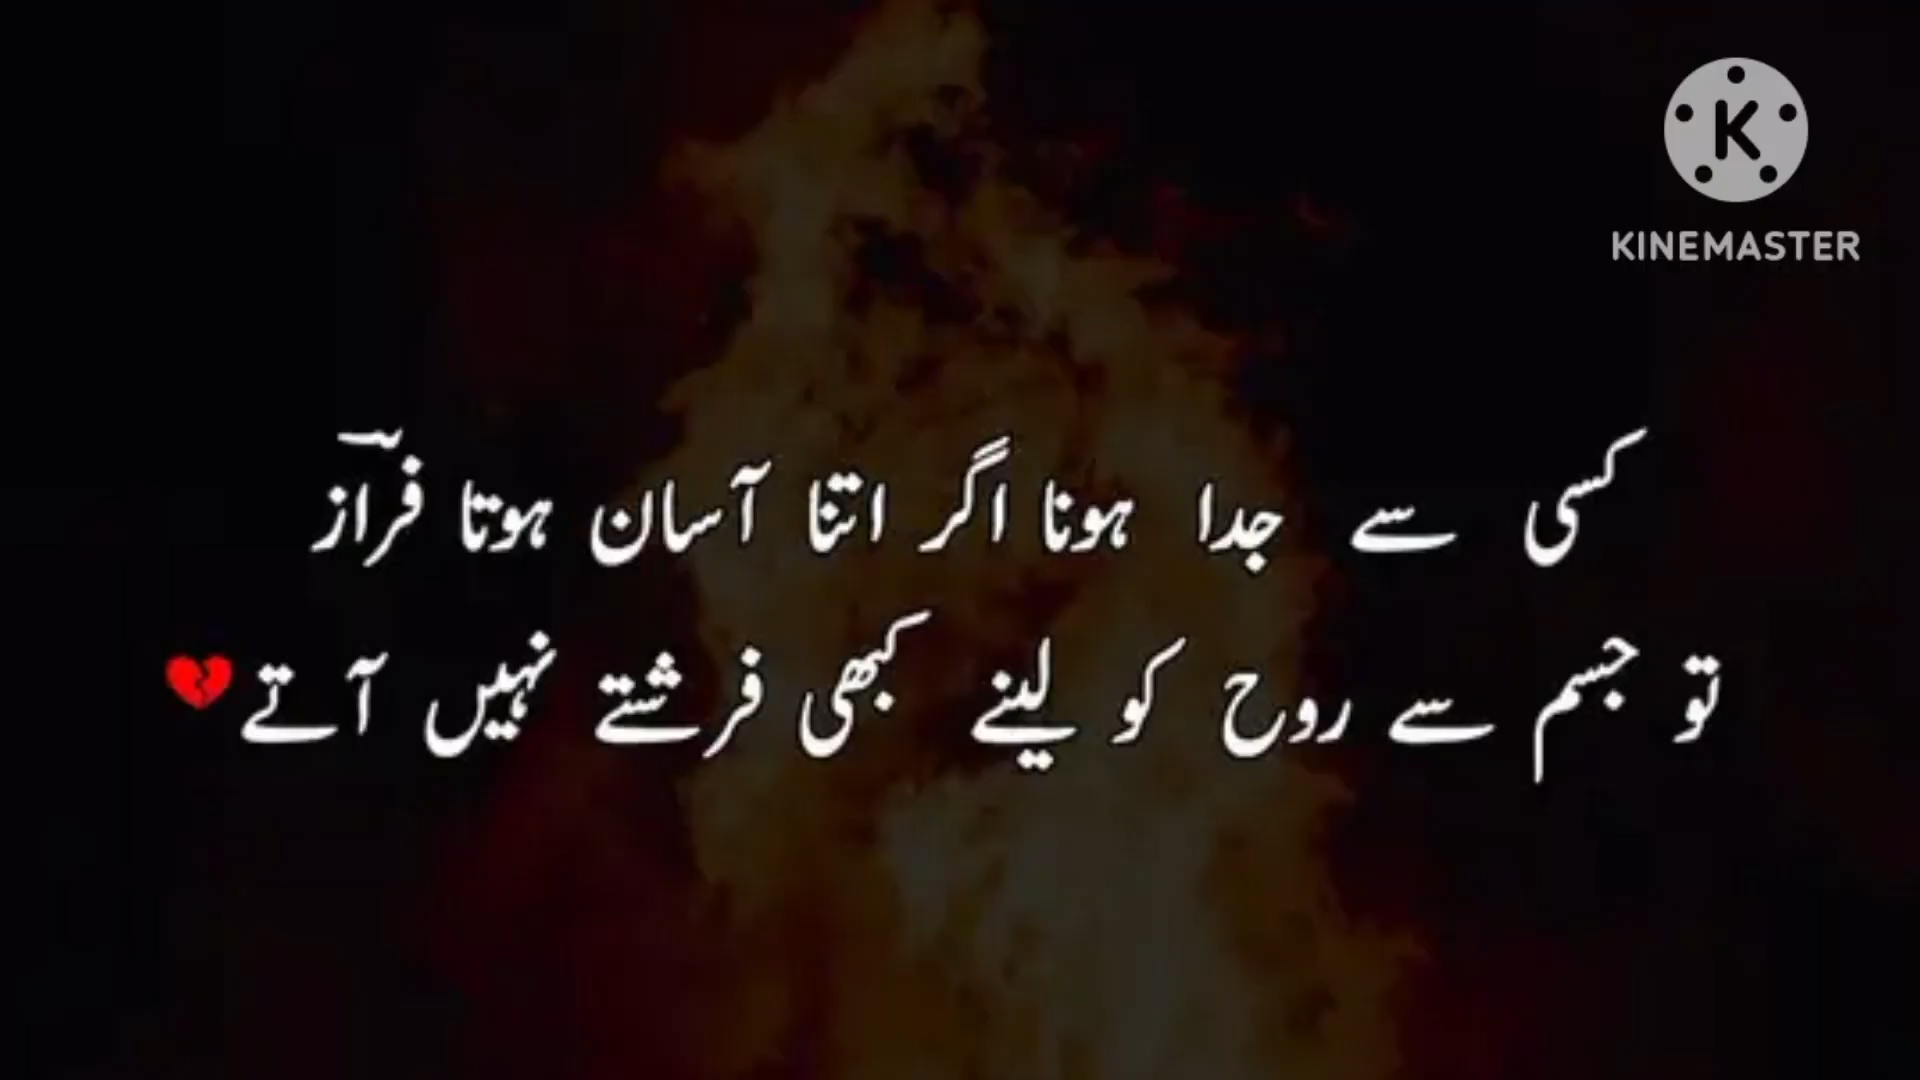 KINEMASTER
کسی سے جدا ہونا اگر اتنا آسان ہوتا فرازؔ
تو جسم سے روح کو لینے کبھی فرشتے نہیں آتے💔